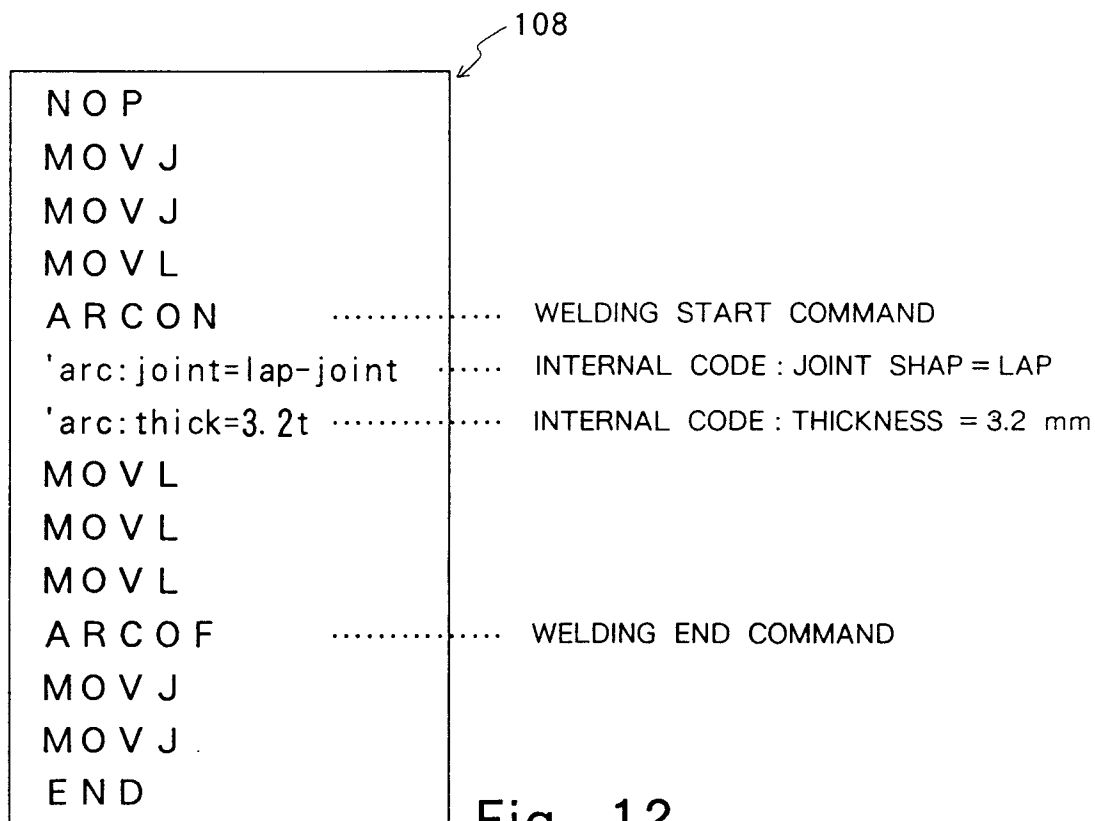 108
NOP
MOVJ
MOVJ
MOVL
ARCON ............... WELDING START COMMAND
'arc:joint=lap-joint ...... INTERNAL CODE : JOINT SHAP = LAP
'arc:thick=3.2t ............... INTERNAL CODE : THICKNESS = 3.2 mm
MOVL
MOVL
MOVL
ARCOF ............... WELDING END COMMAND
MOVJ
MOVJ
END
Fig. 12